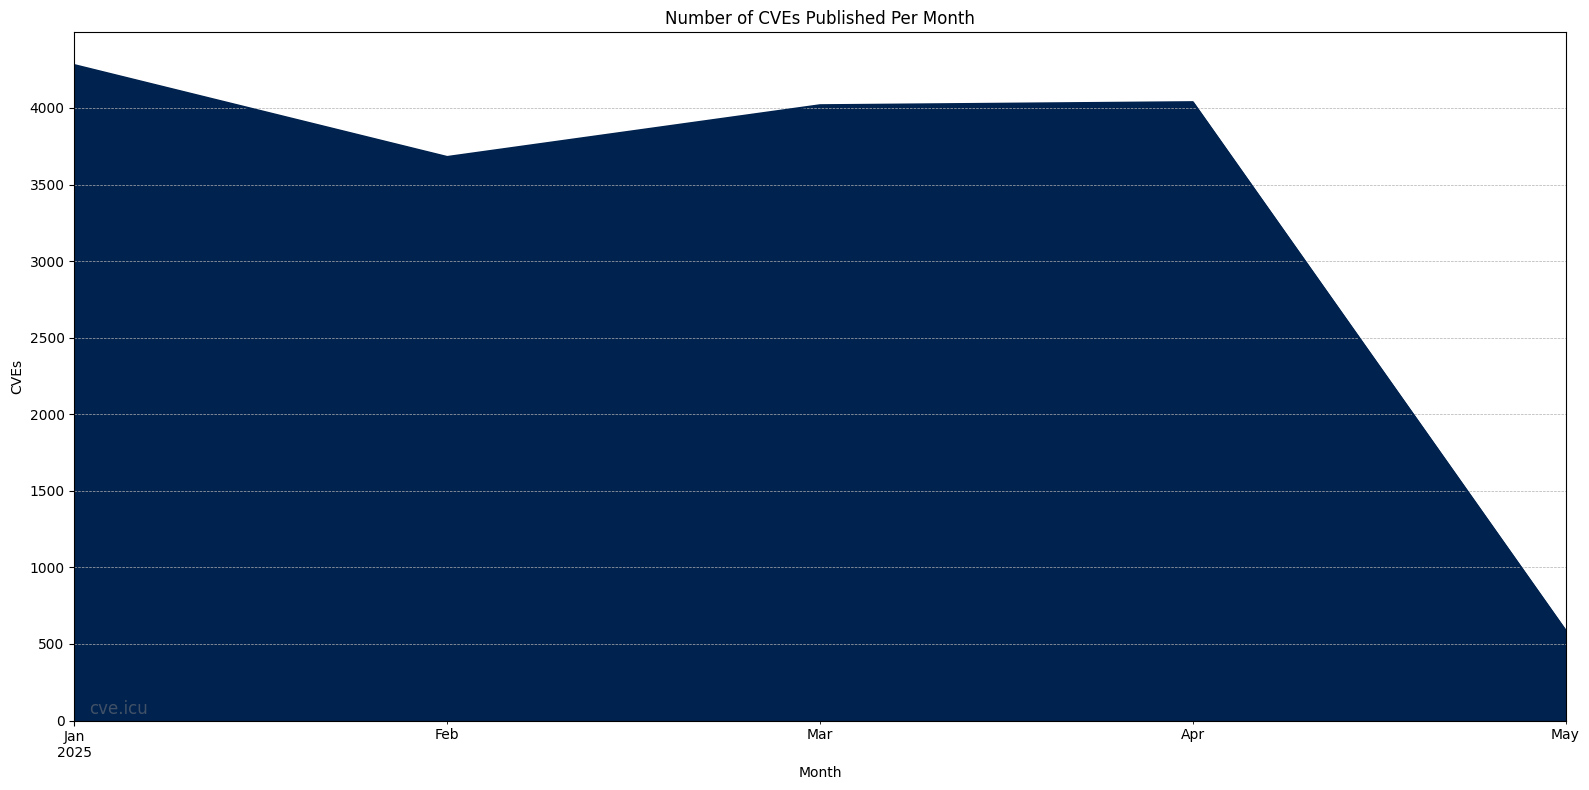 Number of CVEs Published Per Month
CVEs
4000
3500
3000
2500
2000
1500
1000
500
0
cve.icu
Jan
2025
Feb
Mar
Apr
May
Month